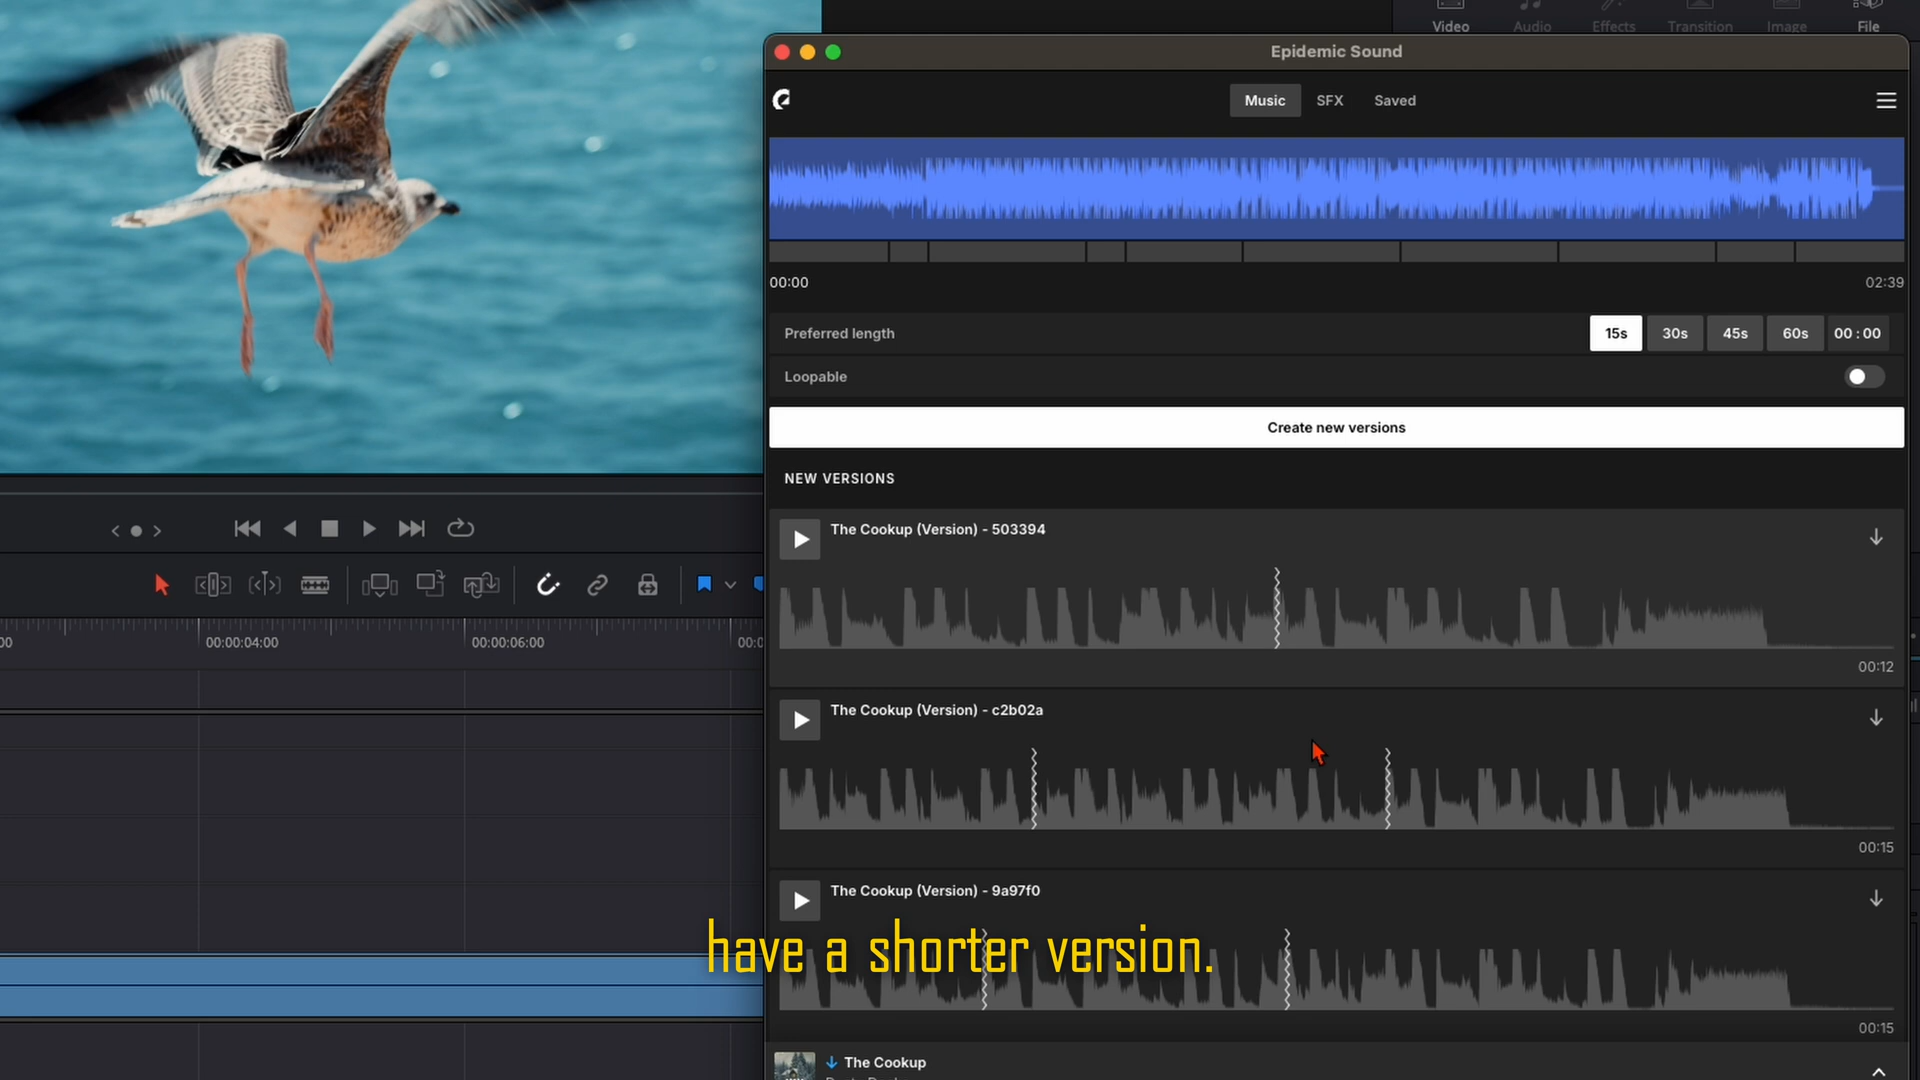 Video Audio Effects Transition Image File
Epidemic Sound
Music SFX Saved
00:00 02:39
Preferred length 15s 30s 45s 60s 00 : 00
Loopable
Create new versions
NEW VERSIONS
The Cookup (Version) - 503394
00:12
00:00:04:00 00:00:06:00
The Cookup (Version) - c2b02a
00:15
The Cookup (Version) - 9a97f0
have a shorter version.
00:15
The Cookup